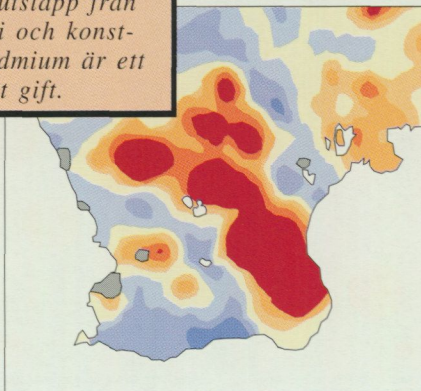 utsläpp från
i och konst-
dmium är ett
t gift.